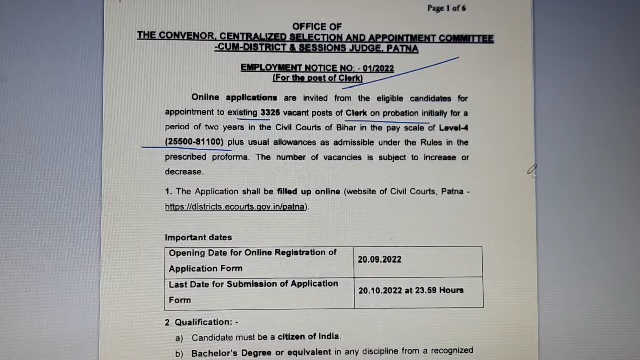 Page 1 of 6
OFFICE OF
THE CONVENOR, CENTRALIZED SELECTION AND APPOINTMENT COMMITTEE
-CUM-DISTRICT & SESSIONS JUDGE, PATNA
EMPLOYMENT NOTICE NO: - 01/2022
(For the post of Clerk)
Online applications are invited from the eligible candidates for
appointment to existing 3325 vacant posts of Clerk on probation initially for a
period of two years in the Civil Courts of Bihar in the pay scale of Level-4
(25500-81100) plus usual allowances as admissible under the Rules in the
prescribed proforma. The number of vacancies is subject to increase or
decrease.
1. The Application shall be filled up online (website of Civil Courts, Patna -
https://districts.ecourts.gov.in/patna).
Important dates
Opening Date for Online Registration of
Application Form
20.09.2022
Last Date for Submission of Application
Form
20.10.2022 at 23.59 Hours
2. Qualification: -
a) Candidate must be a citizen of India.
b) Bachelor's Degree or equivalent in any discipline from a recognized